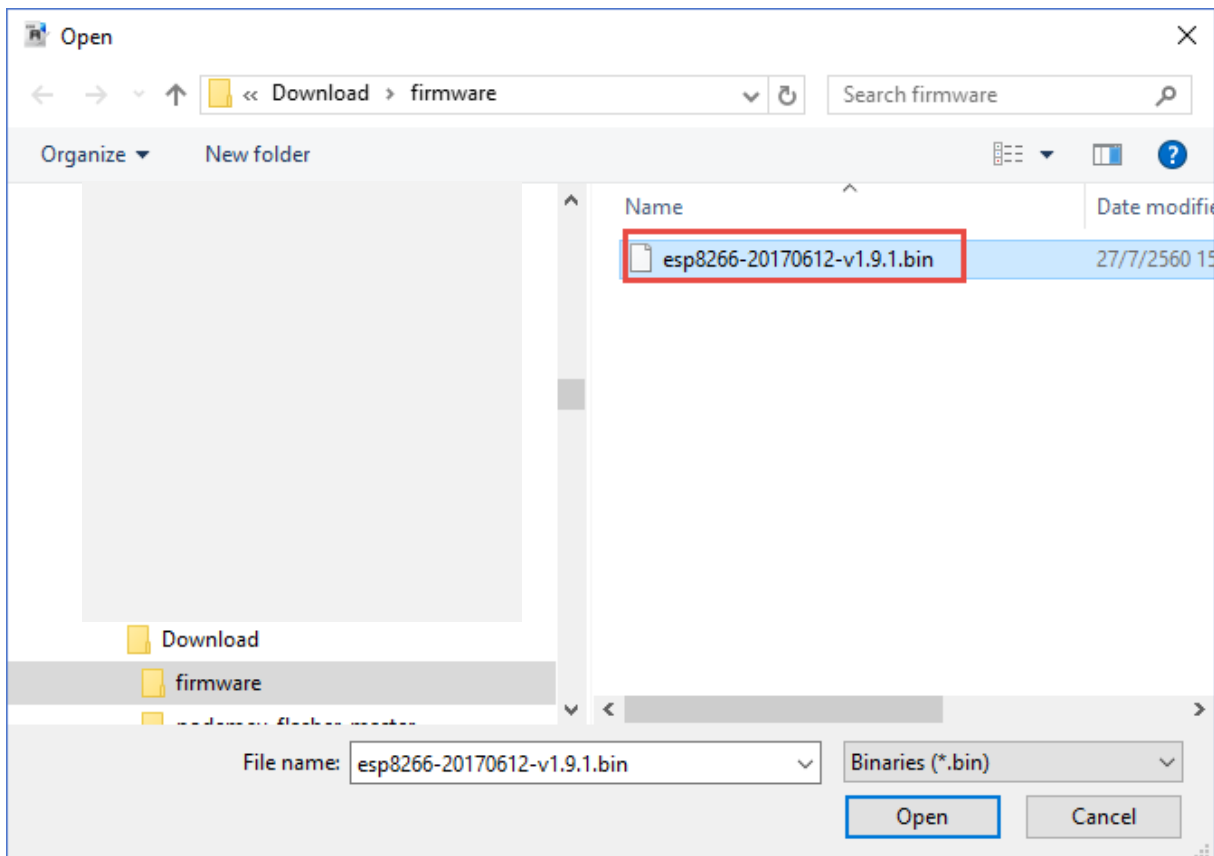 Open
« Download > firmware
Search firmware
Organize
New folder
Name
Date modifie
esp8266-20170612-v1.9.1.bin
27/7/2560 15
Download
firmware
File name:
esp8266-20170612-v1.9.1.bin
Binaries (*.bin)
Open
Cancel